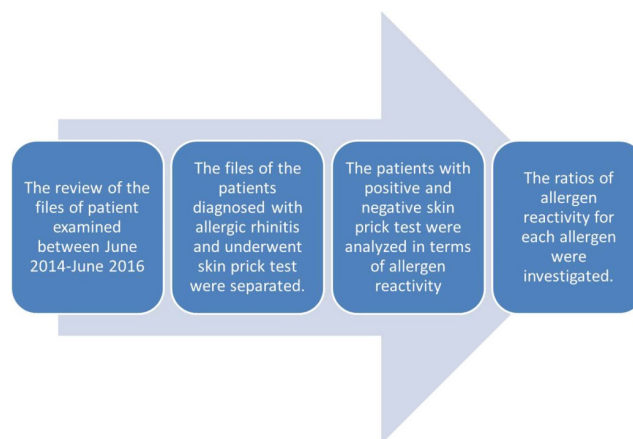 The review of the
files of patient
examined
between June
2014-June 2016
The files of the
patients
diagnosed with
allergic rhinitis
and underwent
skin prick test
were separated.
The patients with
positive and
negative skin
prick test were
analyzed in terms
of allergen
reactivity
The ratios of
allergen
reactivity for
each allergen
were
investigated.